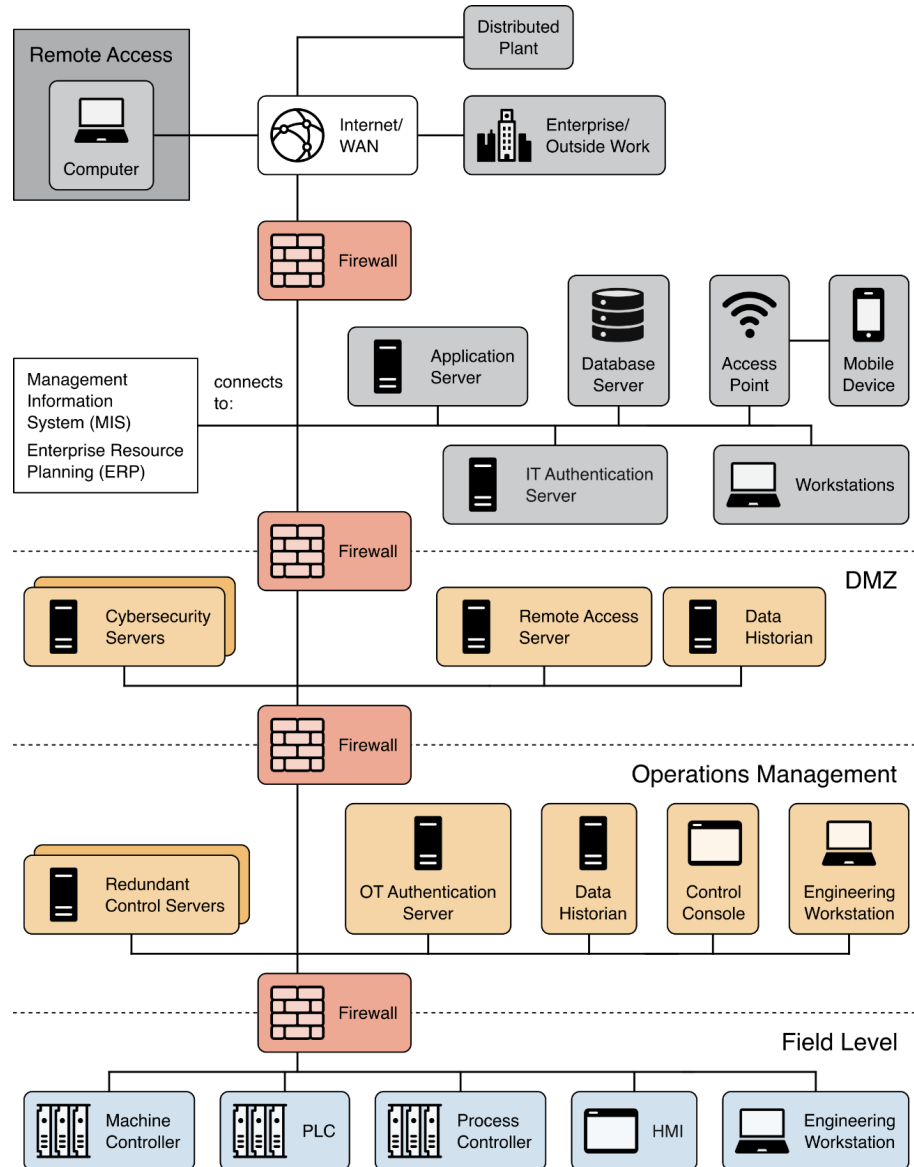 Distributed
Plant
Remote Access
Computer
Internet/
WAN
Enterprise/
Outside Work
Firewall
Management
Information
System (MIS)
Enterprise Resource
Planning (ERP)
connects
to:
Application
Server
Database
Server
Access
Point
Mobile
Device
IT Authentication
Server
Workstations
Firewall
DMZ
Cybersecurity
Servers
Remote Access
Server
Data
Historian
Firewall
Operations Management
Redundant
Control Servers
OT Authentication
Server
Data
Historian
Control
Console
Engineering
Workstation
Firewall
Field Level
Machine
Controller
PLC
Process
Controller
HMI
Engineering
Workstation